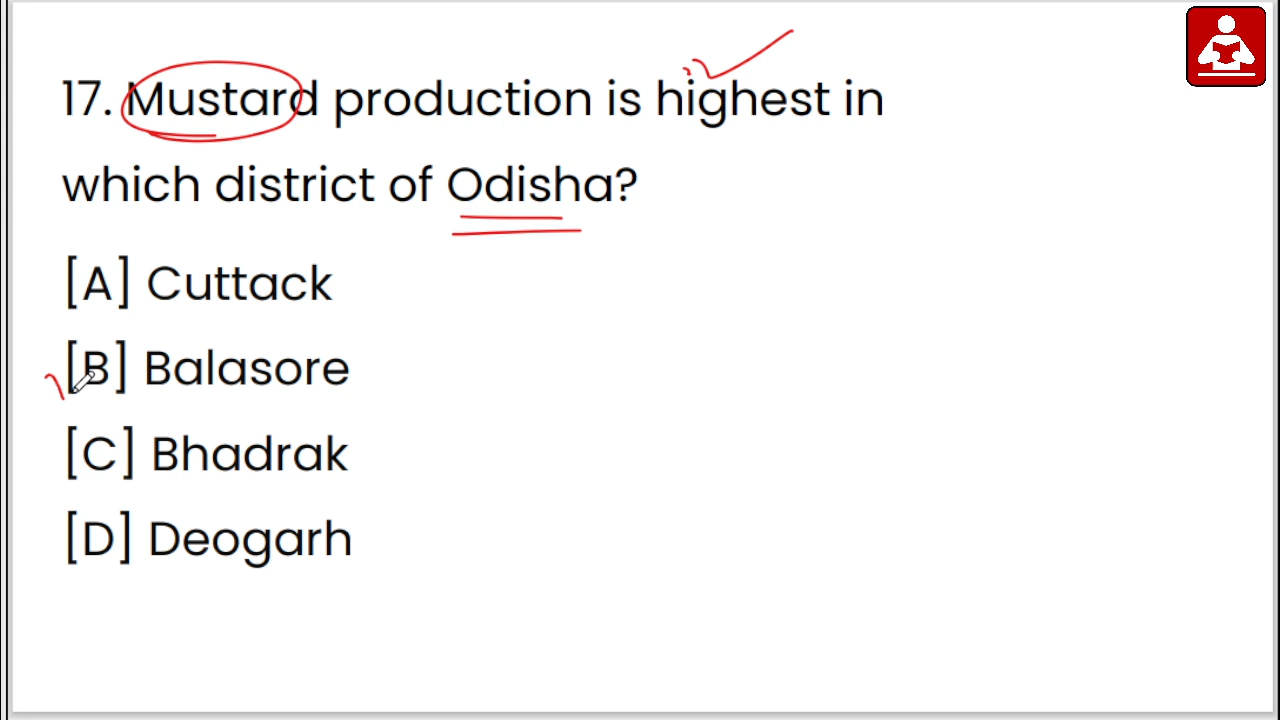 17. Mustard production is highest in
which district of Odisha?
[A] Cuttack
[B] Balasore
[C] Bhadrak
[D] Deogarh